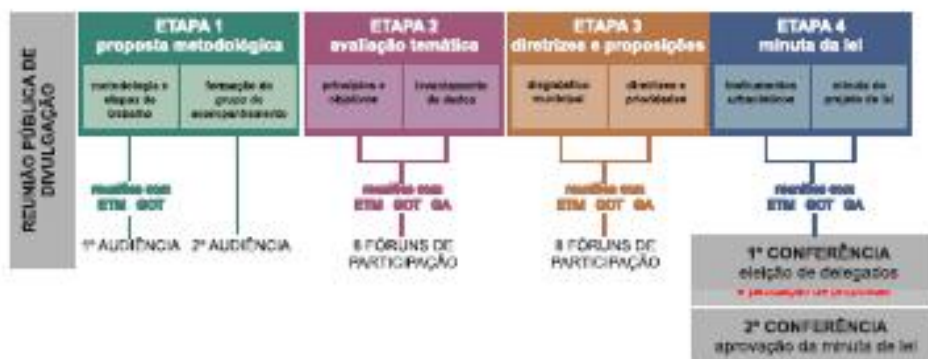 REUNIÃO PÚBLICA DE
DIVULGAÇÃO
ETAPA 1
proposta metodológica
metodologia e
etapas de
trabalho
formação do
grupo de
acompanhamento
reuniões com
ETM GOT
1ª AUDIÊNCIA
2ª AUDIÊNCIA
ETAPA 2
avaliação temática
princípios e
objetivos
levantamento
de dados
reuniões com
ETM GOT GA
8 FÓRUNS DE
PARTICIPAÇÃO
ETAPA 3
diretrizes e proposições
diagnóstico
municipal
diretrizes e
prioridades
reuniões com
ETM GOT GA
8 FÓRUNS DE
PARTICIPAÇÃO
ETAPA 4
minuta da lei
instrumentos
urbanísticos
minuta do
projeto de lei
reuniões com
ETM GOT GA
1ª CONFERÊNCIA
eleição de delegados
2ª CONFERÊNCIA
aprovação da minuta de lei